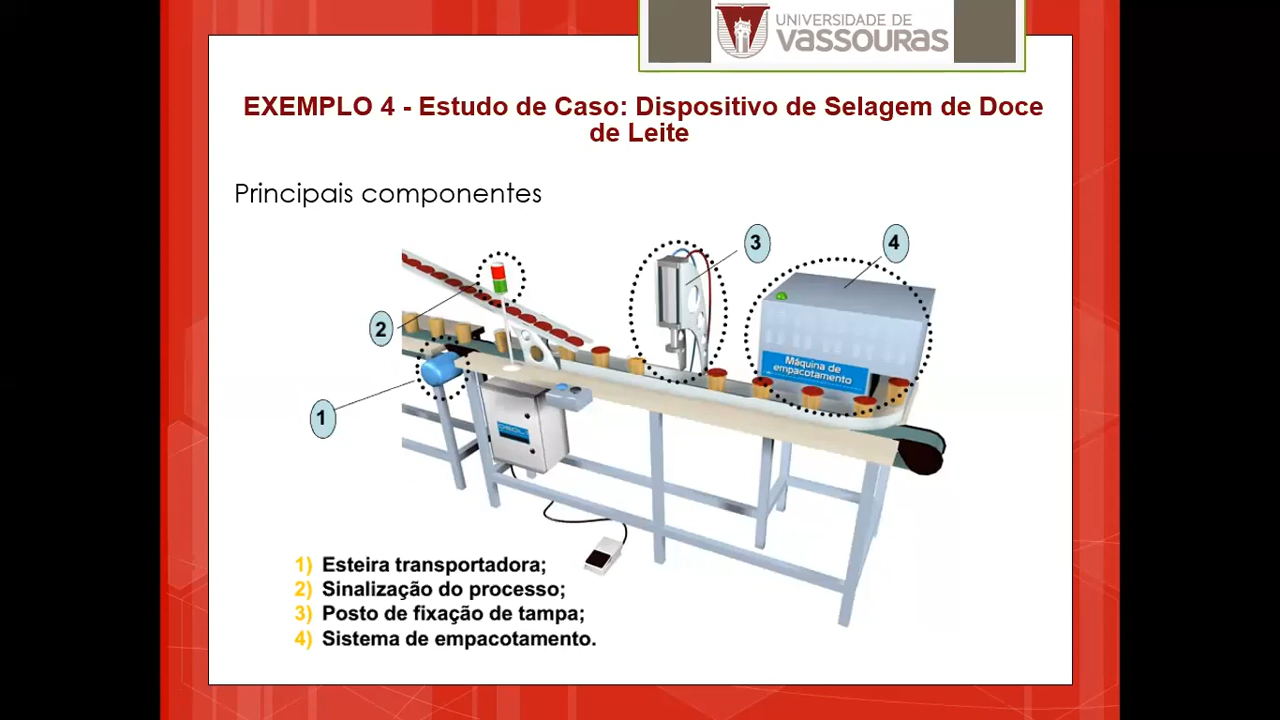 UNIVERSIDADE DE
VASSOURAS
EXEMPLO 4 - Estudo de Caso: Dispositivo de Selagem de Doce
de Leite
Principais componentes
3
4
2
Máquina de
empacotamento
1
1) Esteira transportadora;
2) Sinalização do processo;
3) Posto de fixação de tampa;
4) Sistema de empacotamento.